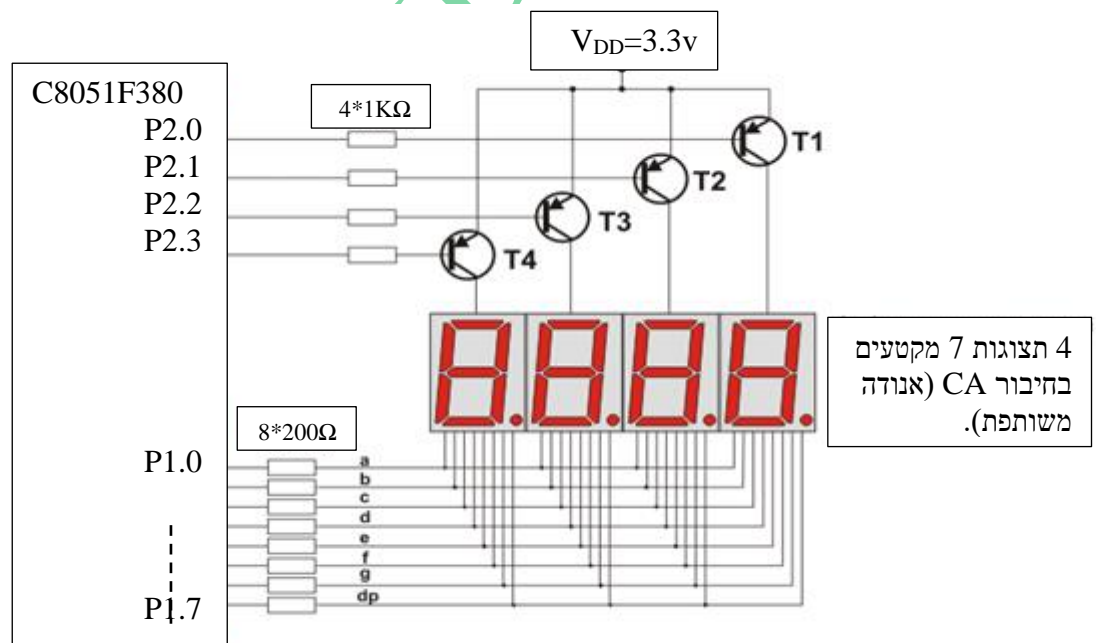 V_DD=3.3v
C8051F380
4*1KΩ
P2.0
T1
P2.1
T2
P2.2
T3
P2.3
T4
4 תצוגות 7 מקטעים
בחיבור CA (אנודה
משותפת).
8*200Ω
P1.0
a
b
c
d
e
f
g
dp
P1.7